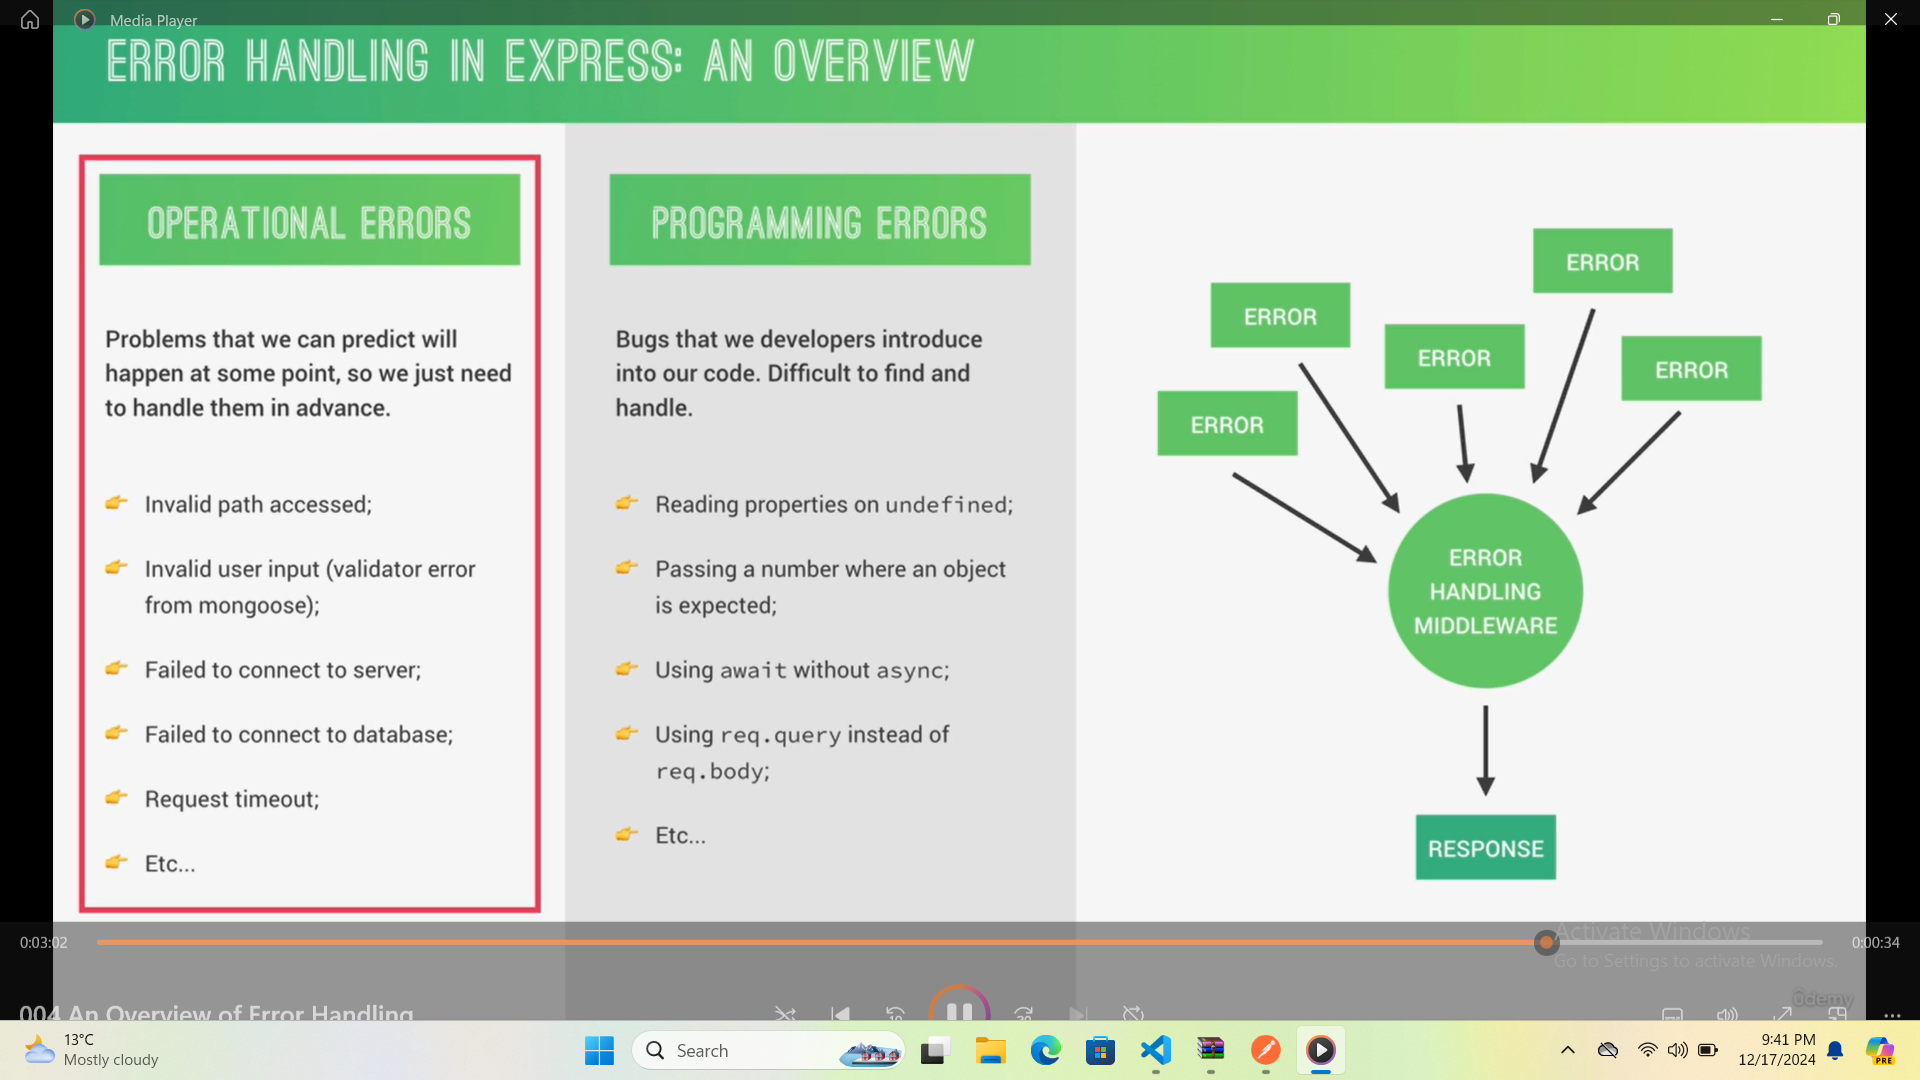 Media Player
ERROR HANDLING IN EXPRESS: AN OVERVIEW
OPERATIONAL ERRORS
Problems that we can predict will
happen at some point, so we just need
to handle them in advance.
Invalid path accessed;
Invalid user input (validator error
from mongoose);
Failed to connect to server;
Failed to connect to database;
Request timeout;
Etc...
PROGRAMMING ERRORS
Bugs that we developers introduce
into our code. Difficult to find and
handle.
Reading properties on undefined;
Passing a number where an object
is expected;
Using await without async;
Using req.query instead of
req.body;
Etc...
ERROR
ERROR
ERROR
ERROR
ERROR
ERROR
HANDLING
MIDDLEWARE
RESPONSE
0:03:02
0:00:34
Activate Windows
Go to Settings to activate Windows.
ûdemy
004 An Overview of Error Handling
10
30
13°C
Mostly cloudy
Search
9:41 PM
12/17/2024
PRE